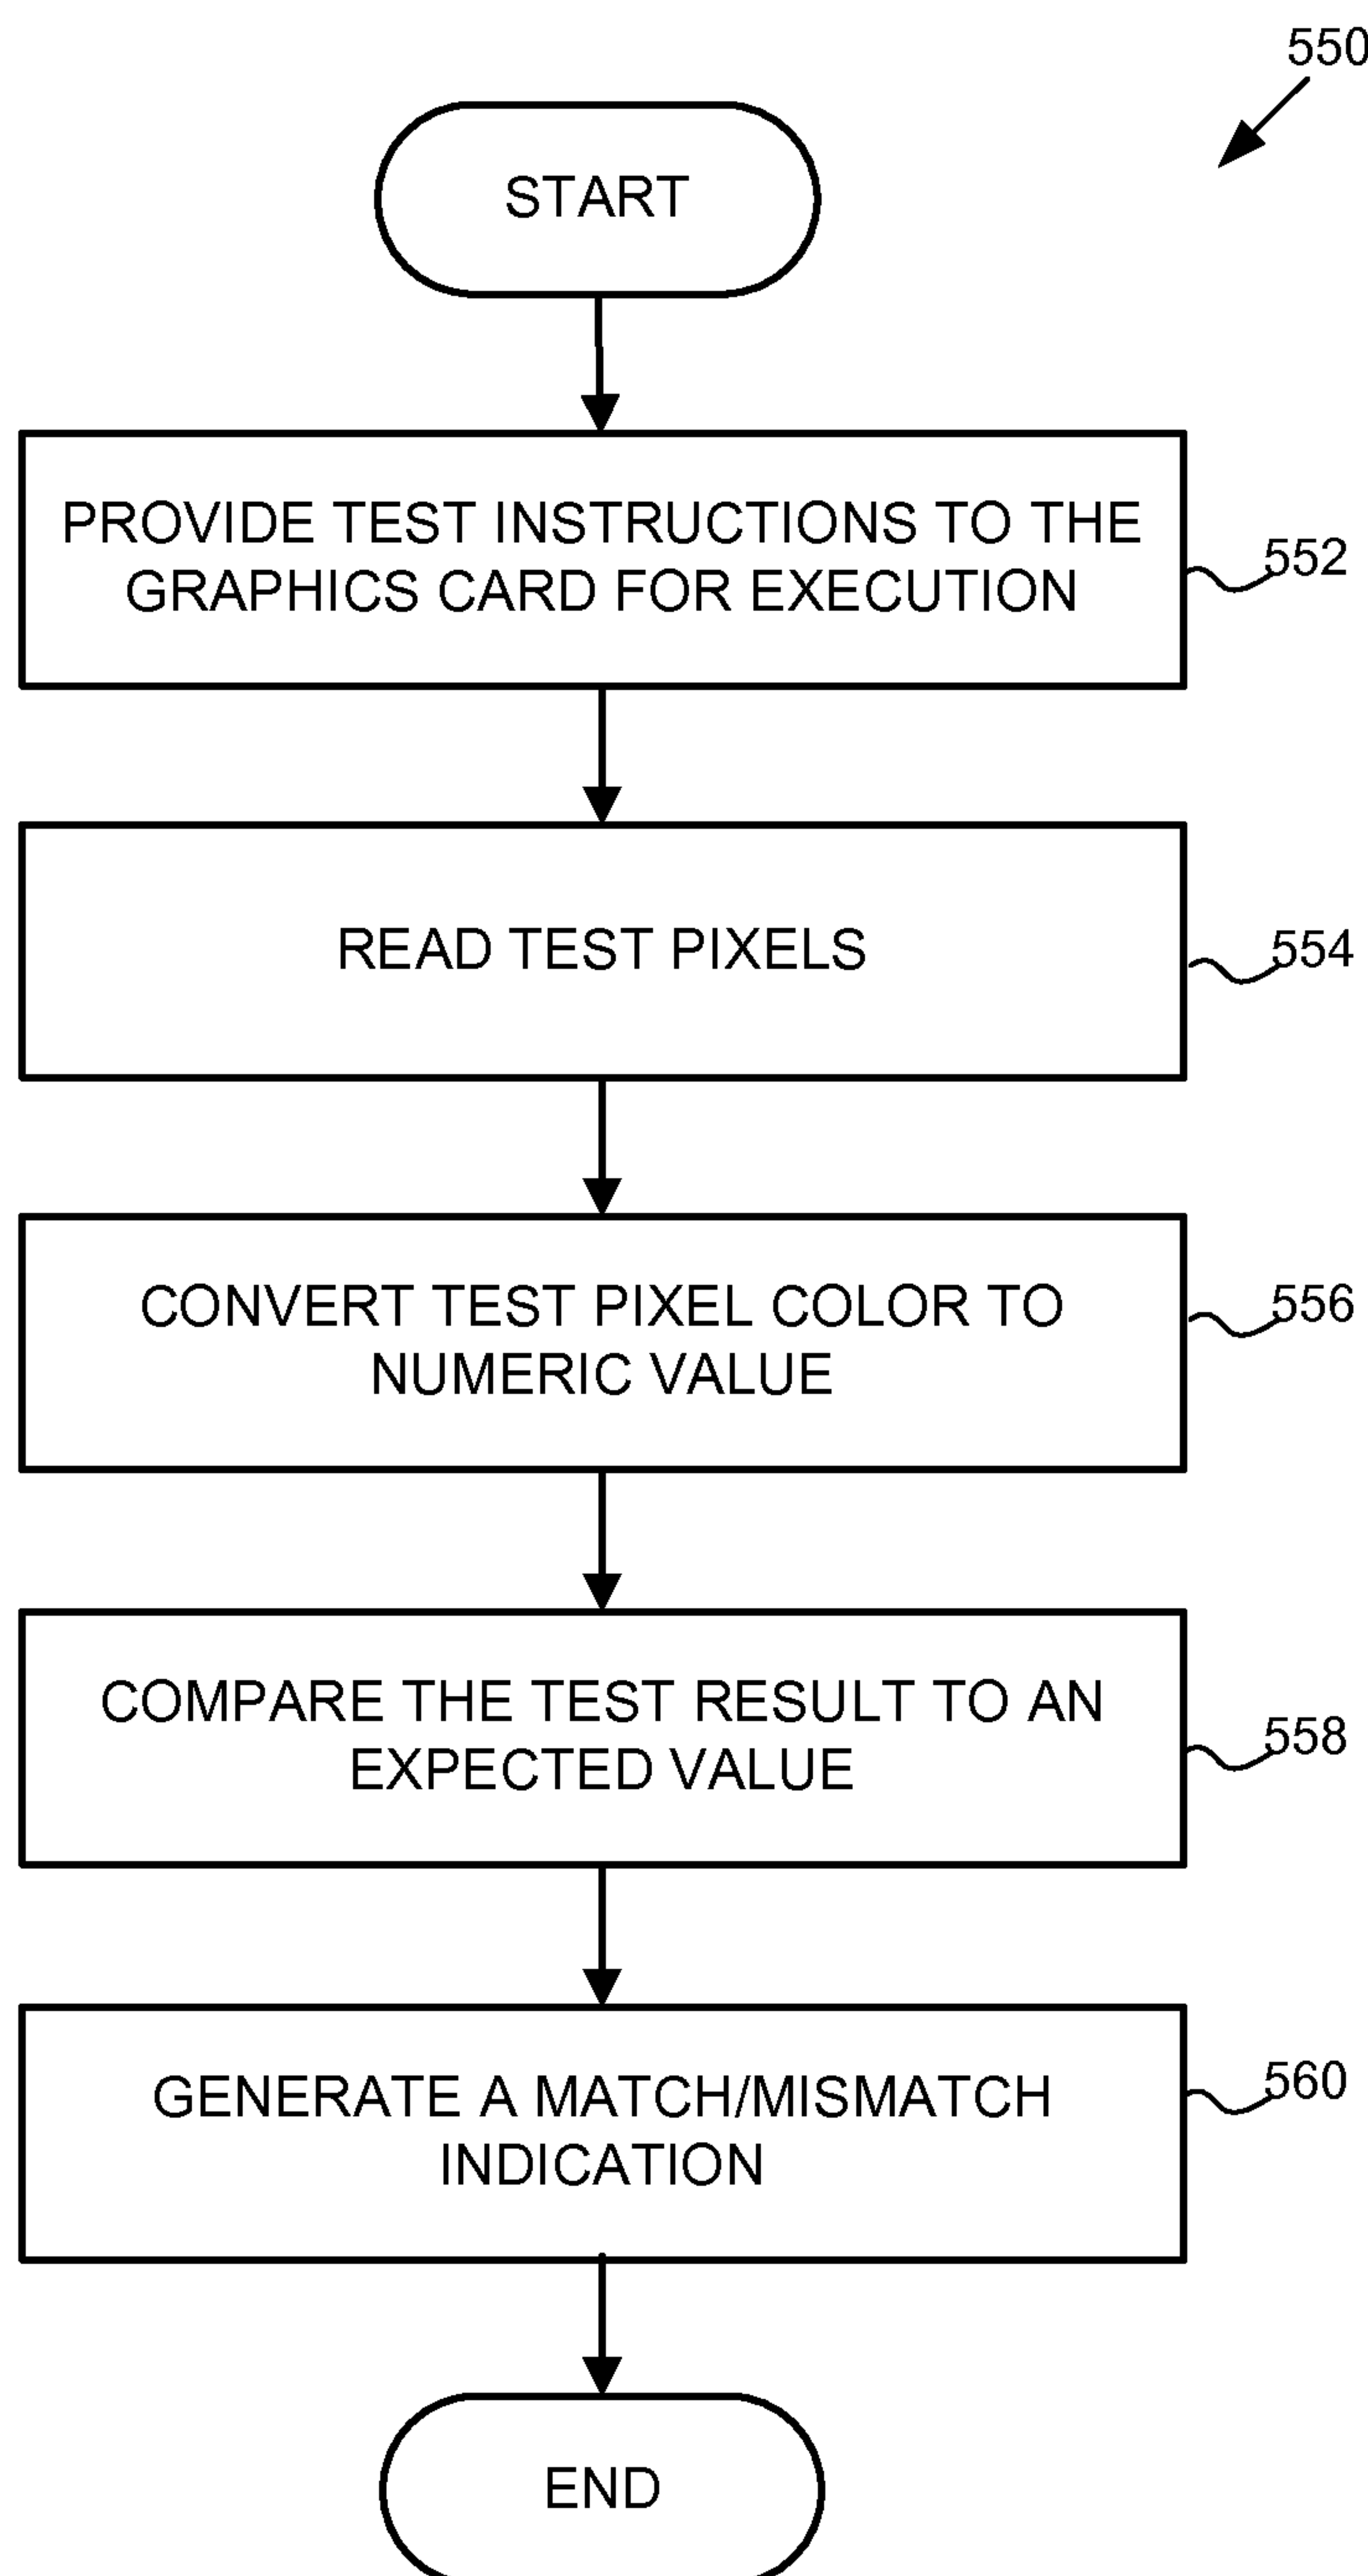 550
START
PROVIDE TEST INSTRUCTIONS TO THE
GRAPHICS CARD FOR EXECUTION
552
READ TEST PIXELS
554
CONVERT TEST PIXEL COLOR TO
NUMERIC VALUE
556
COMPARE THE TEST RESULT TO AN
EXPECTED VALUE
558
GENERATE A MATCH/MISMATCH
INDICATION
560
END